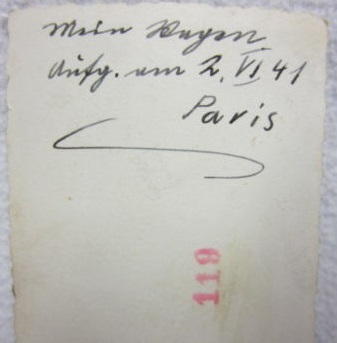 Mein Wagen
Aufg. am 2. VI 41
Paris
119